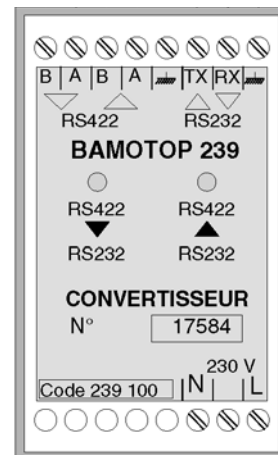 B A B A TX RX
RS422 RS232
BAMOTOP 239
RS422 RS422
RS232 RS232
CONVERTISSEUR
N° 17584
230 V
Code 239 100 N L